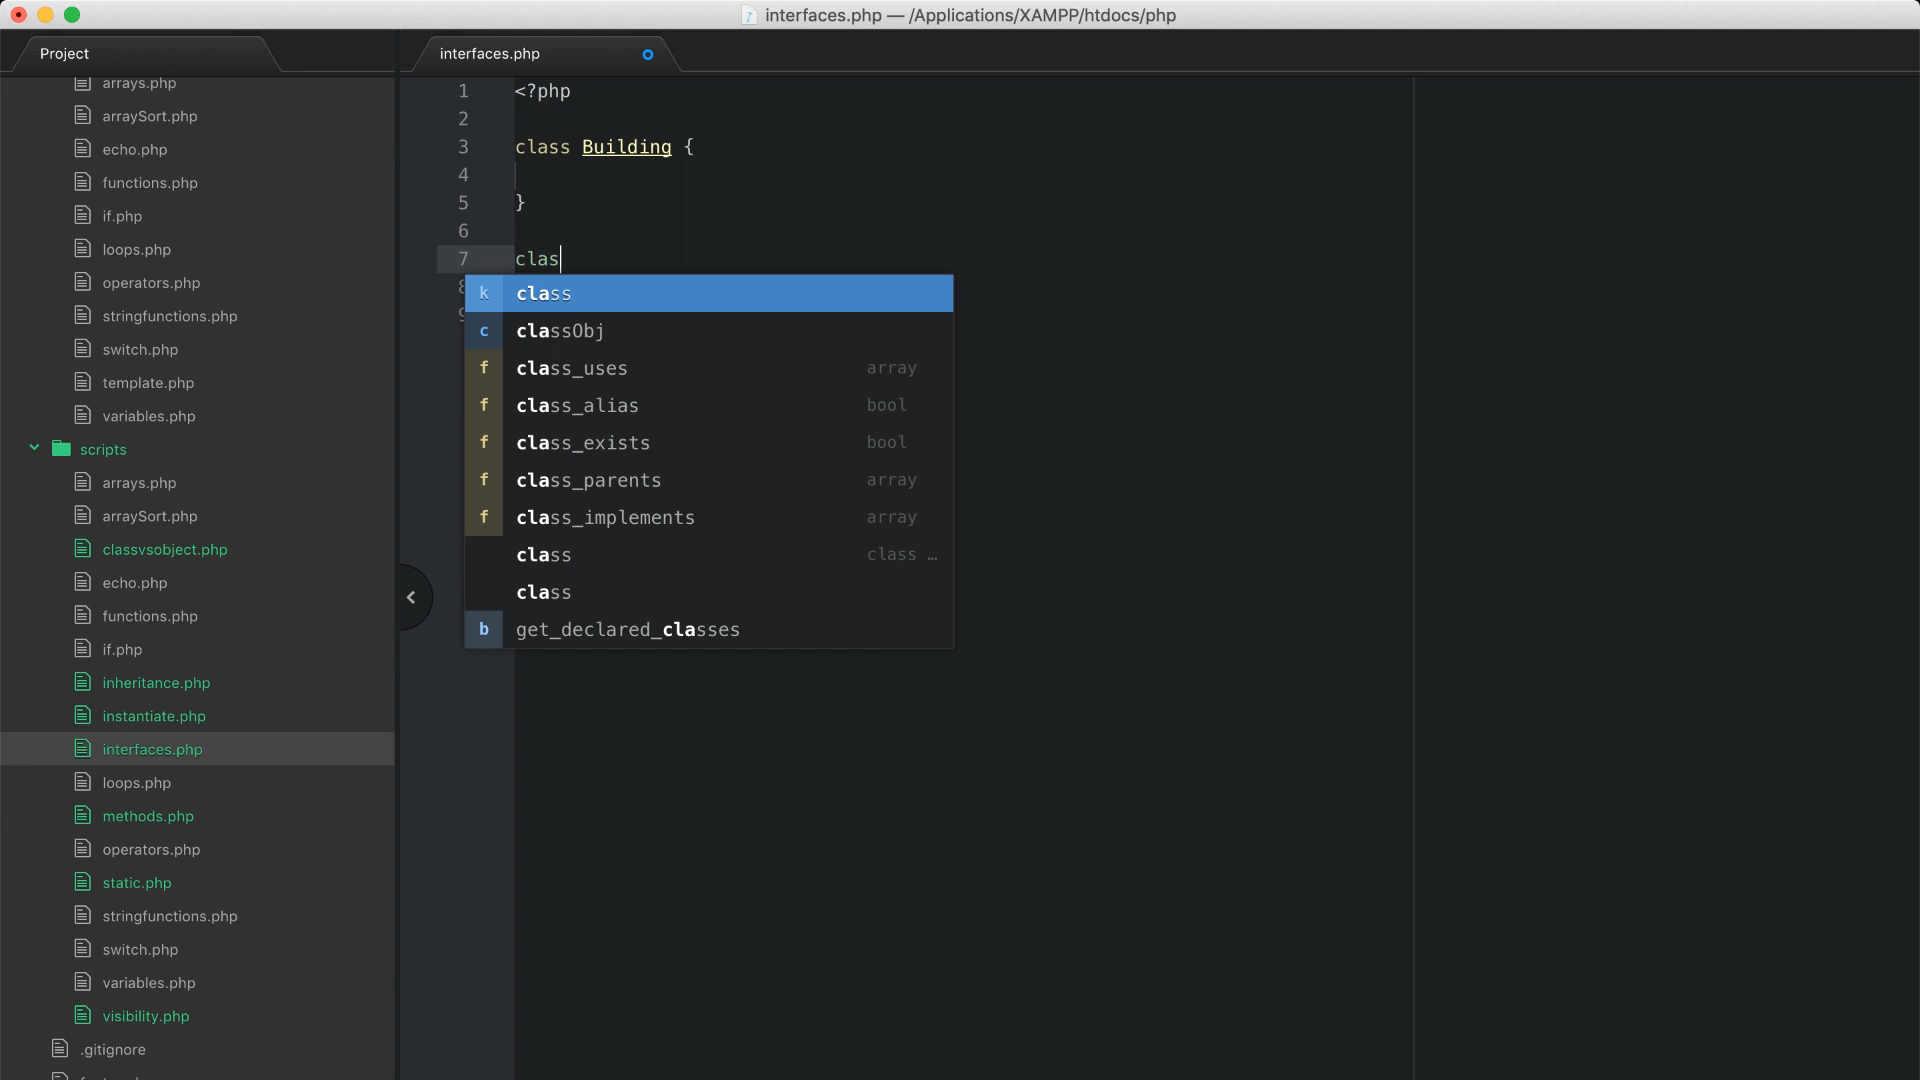 interfaces.php — /Applications/XAMPP/htdocs/php
Project
interfaces.php
arrays.php
arraySort.php
echo.php
functions.php
if.php
loops.php
operators.php
stringfunctions.php
switch.php
template.php
variables.php
scripts
arrays.php
arraySort.php
classvsobject.php
echo.php
functions.php
if.php
inheritance.php
instantiate.php
interfaces.php
loops.php
methods.php
operators.php
static.php
stringfunctions.php
switch.php
variables.php
visibility.php
.gitignore
1 <?php
2
3 class Building {
4
5 }
6
7 clas
k class
c classObj
f class_uses array
f class_alias bool
f class_exists bool
f class_parents array
f class_implements array
class class …
class
b get_declared_classes